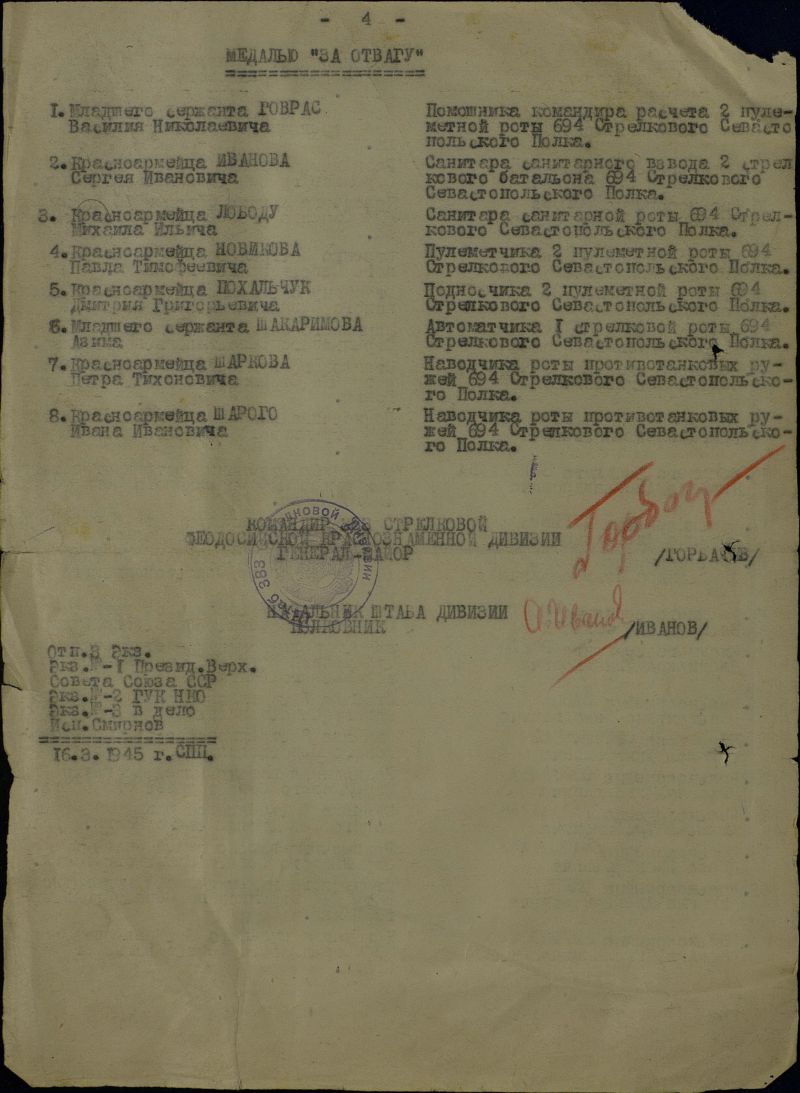 - 4 -
МЕДАЛЬЮ "ЗА ОТВАГУ"
1. Младшего сержанта ГОВРАС
Василия Николаевича
Помошника командира расчета 2 пуле-
метной роты 694 Стрелкового Севасто
польского Полка.
2. Красноармейца ИВАНОВА
Сергея Ивановича
Санитара санитарного взвода 2 стрел
кового батальона 694 Стрелкового
Севастопольского Полка.
3. Красноармейца ЛОБОДУ
Михаила Ильича
Санитара санитарной роты 694 Стрел-
кового Севастопольского Полка.
4. Красноармейца НОВИКОВА
Павла Тимофеевича
Пулеметчика 2 пулеметной роты 694
Стрелкового Севастопольского Полка.
5. Красноармейца ПОХАЛЬЧУК
Дмитрия Григорьевича
Подносчика 2 пулеметной роты 694
Стрелкового Севастопольского Полка.
6. Младшего сержанта ШАКАРИМОВА
Азима
Автоматчика I стрелковой роты 694
Стрелкового Севастопольского Полка.
7. Красноармейца ШАРКОВА
Петра Тихоновича
Наводчика роты противотанковых ру-
жей 694 Стрелкового Севастопольско-
го Полка.
8. Красноармейца ШАРОГО
Ивана Ивановича
Наводчика роты противотанковых ру-
жей 694 Стрелкового Севастопольско-
го Полка.
КОМАНДИР СТРЕЛКОВОЙ
ФЕОДОСИЙСКОЙ КРАСНОЗНАМЕННОЙ ДИВИЗИИ
ГЕНЕРАЛ-МАЙОР /ГОРБАЧЕВ/
НАЧАЛЬНИК ШТАБА ДИВИЗИИ
ПОЛКОВНИК /ИВАНОВ/
Отп.3 экз.
Экз.№-1 Презид.Верх.
Совета Союза ССР
Экз.№-2 ГУК НКО
Экз.№-3 в дело
Исп.Смирнов
16.3.1945 г.СПЦ.